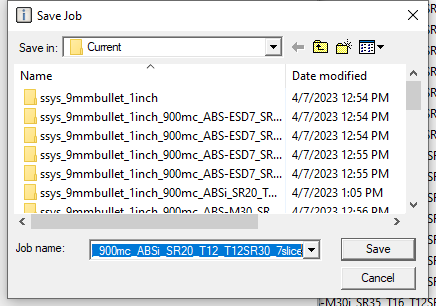 Save Job
Save in: Current
Name Date modified
ssys_9mmbullet_1inch 4/7/2023 12:54 PM
ssys_9mmbullet_1inch_900mc_ABS-ESD7_SR... 4/7/2023 12:54 PM
ssys_9mmbullet_1inch_900mc_ABS-ESD7_SR... 4/7/2023 12:54 PM
ssys_9mmbullet_1inch_900mc_ABS-ESD7_SR... 4/7/2023 12:55 PM
ssys_9mmbullet_1inch_900mc_ABS-ESD7_SR... 4/7/2023 12:55 PM
ssys_9mmbullet_1inch_900mc_ABSi_SR20_T... 4/7/2023 1:05 PM
ssys_9mmbullet_1inch_900mc_ABS-M30_SR... 4/7/2023 12:55 PM
Job name: _900mc_ABSi_SR20_T12_T12SR30_7slice Save
Cancel
-M30i_SR35_T16_T12SR